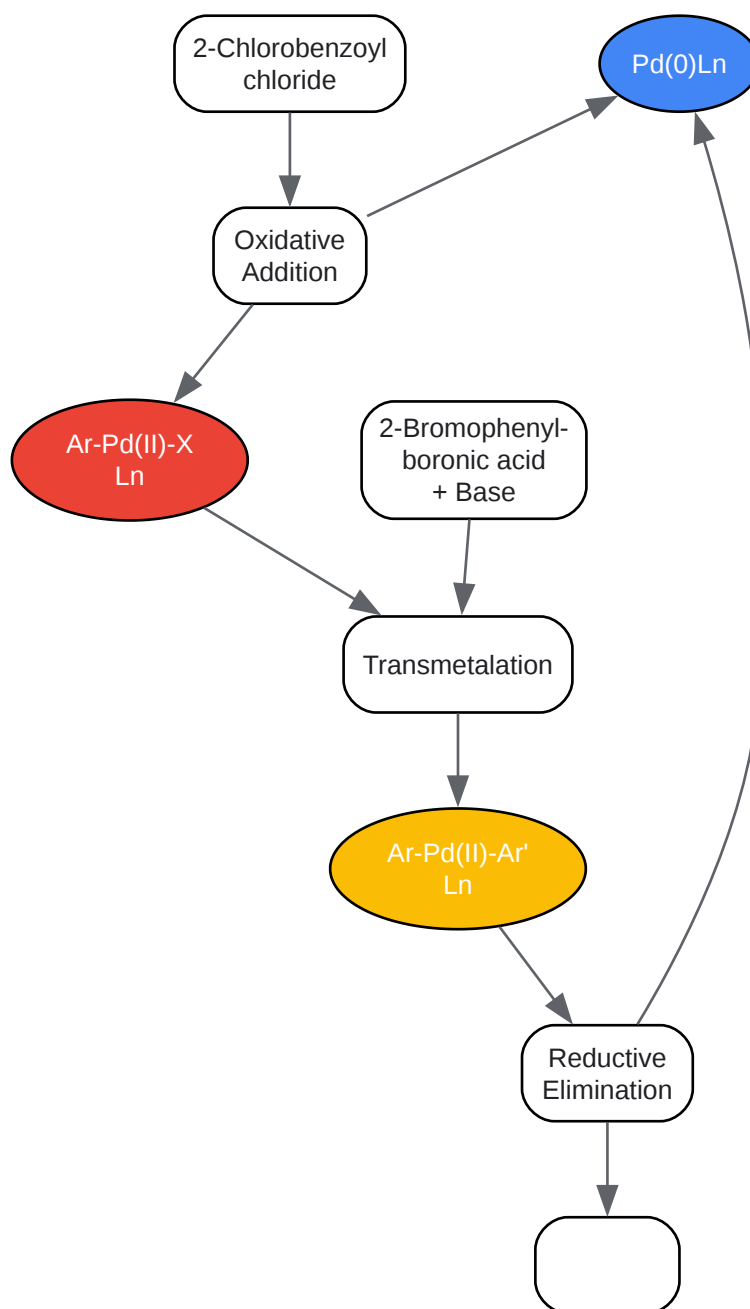 2-Chlorobenzoyl
chloride
Pd(0)Ln
Oxidative
Addition
Ar-Pd(II)-X
Ln
2-Bromophenyl-
boronic acid
+ Base
Transmetalation
Ar-Pd(II)-Ar'
Ln
Reductive
Elimination